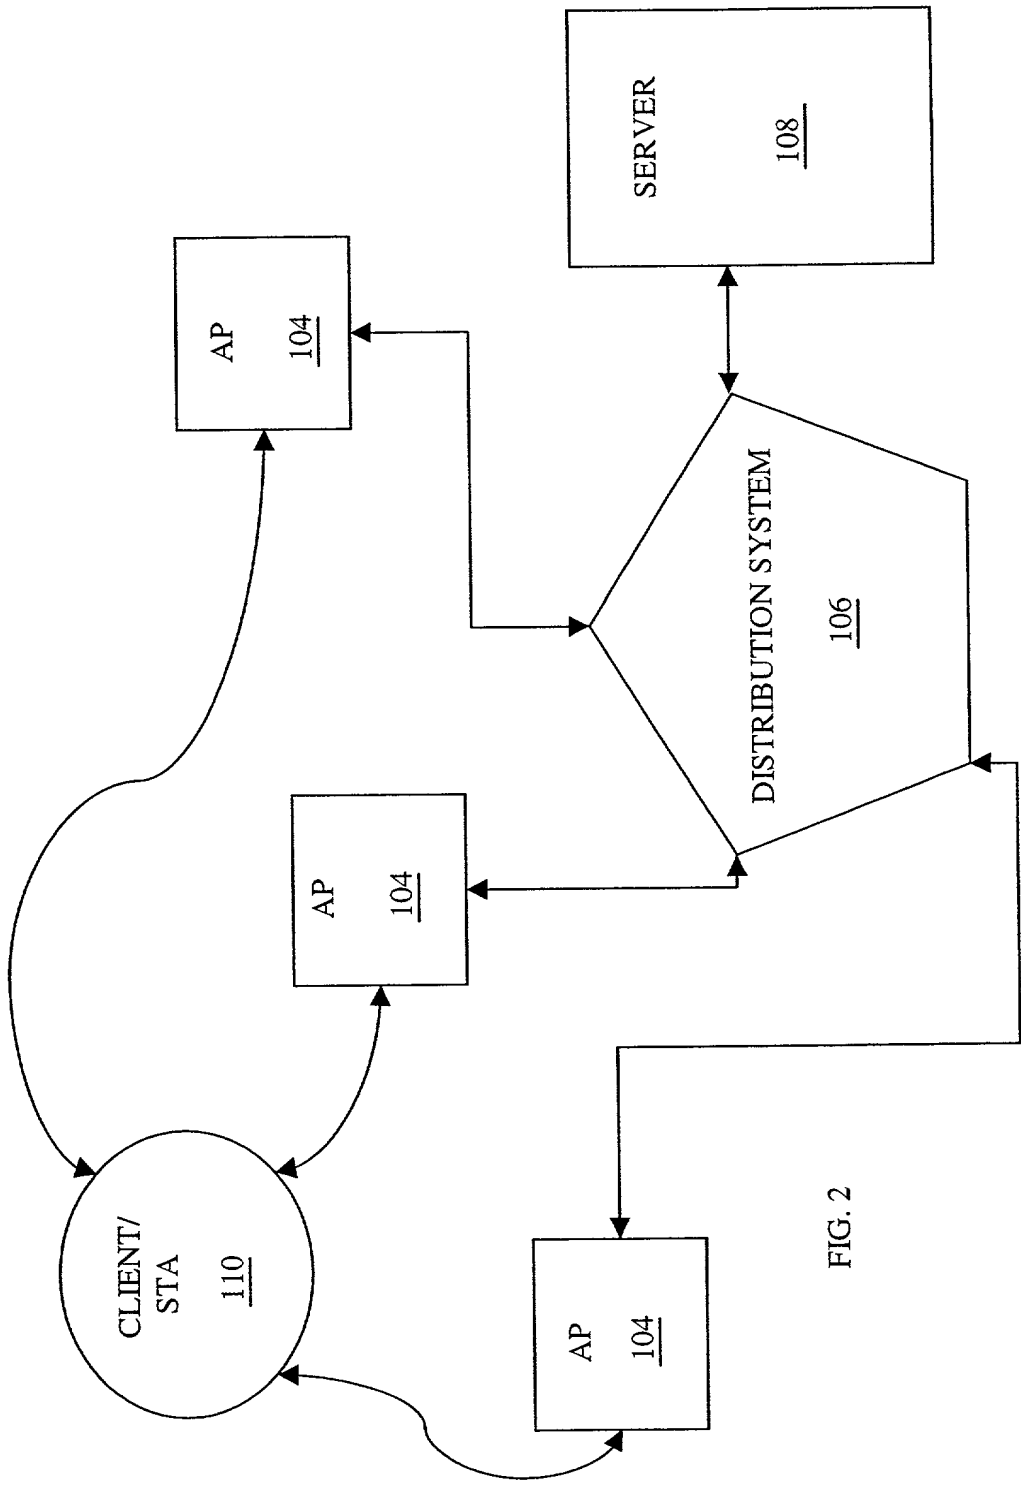 CLIENT/
STA
110
AP
104
AP
104
AP
104
DISTRIBUTION SYSTEM
106
SERVER
108
FIG. 2